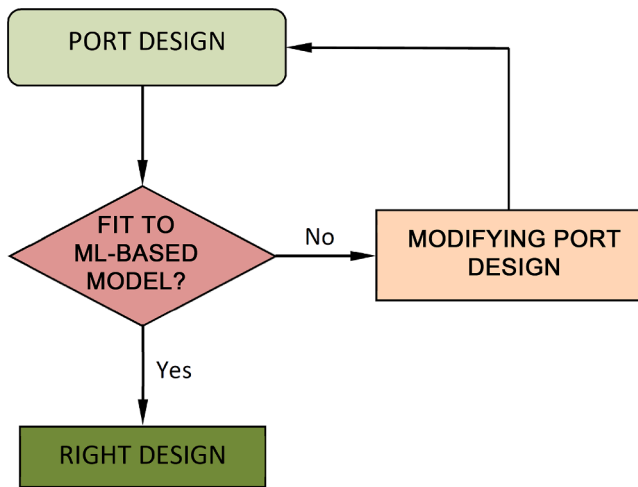 PORT DESIGN
FIT TO
ML-BASED
MODEL?
No
MODIFYING PORT
DESIGN
Yes
RIGHT DESIGN